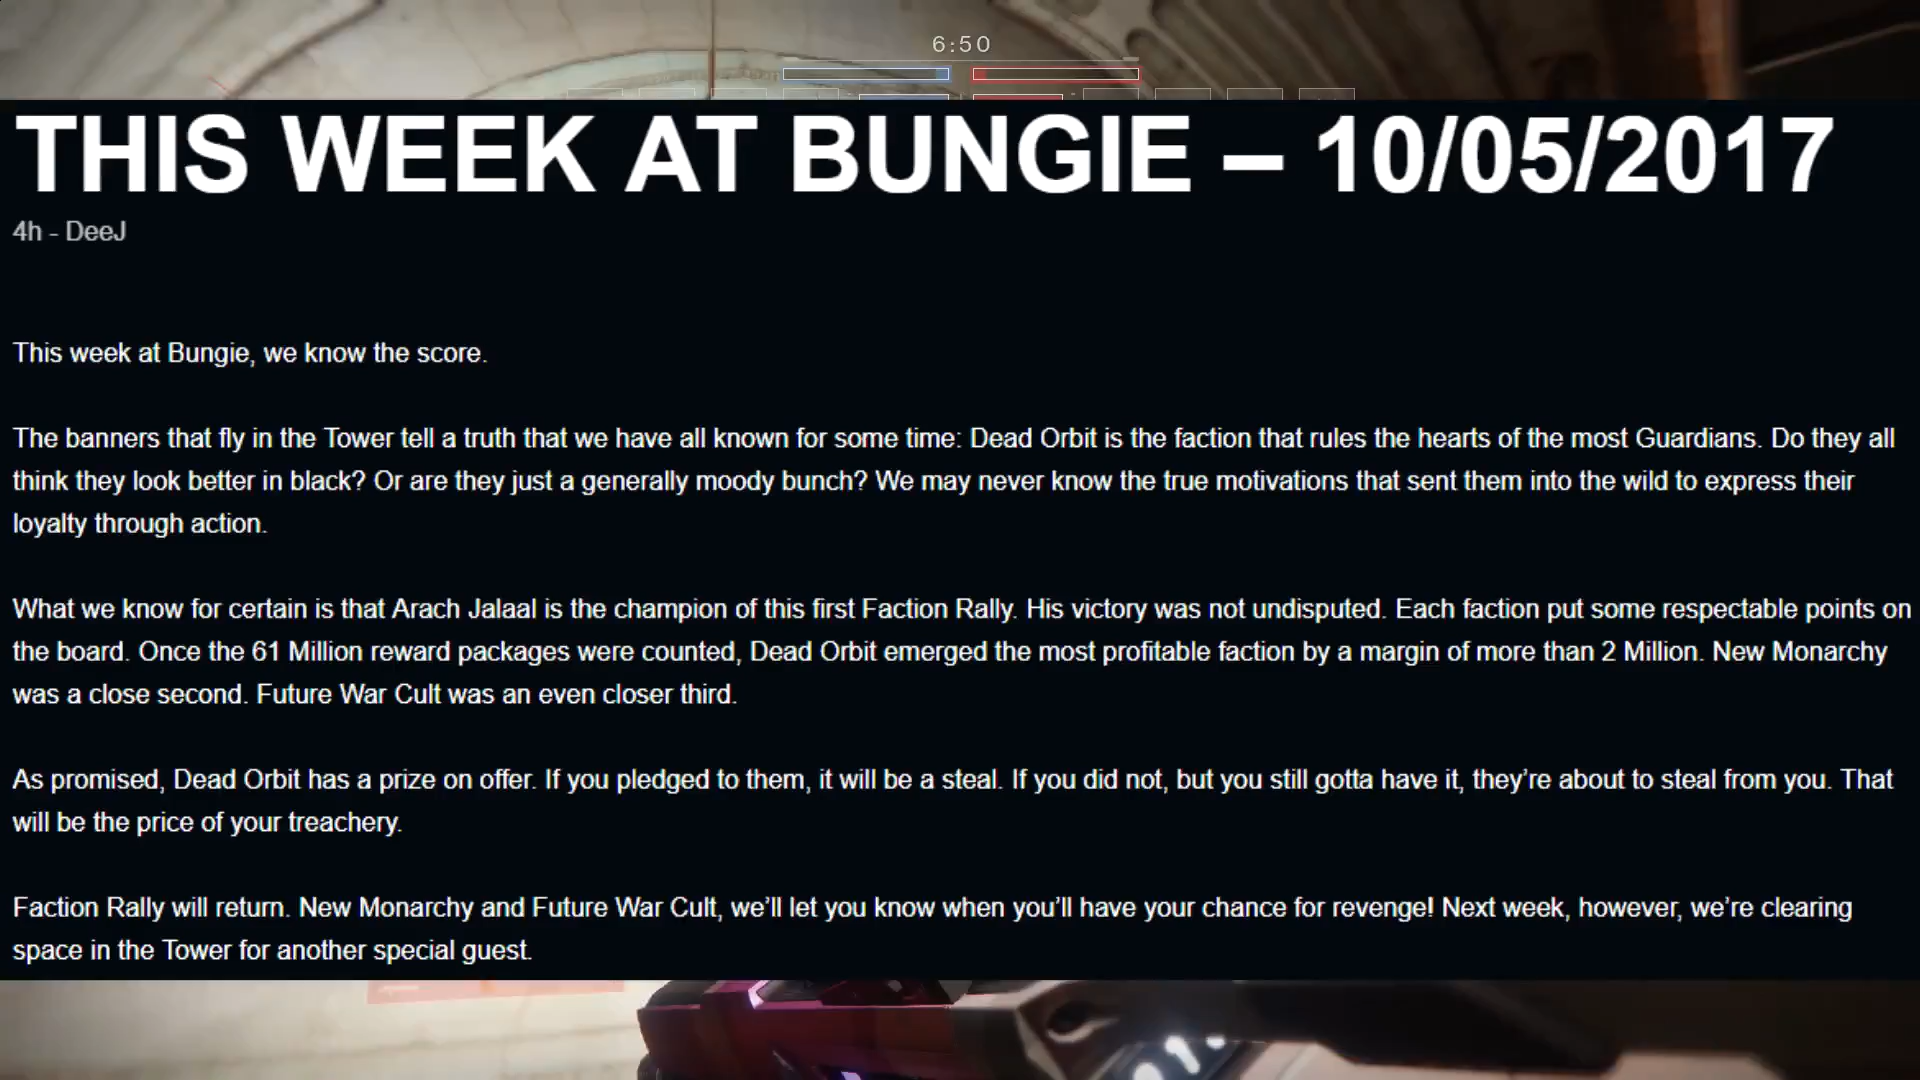 6:50
THIS WEEK AT BUNGIE – 10/05/2017
4h - DeeJ
This week at Bungie, we know the score.
The banners that fly in the Tower tell a truth that we have all known for some time: Dead Orbit is the faction that rules the hearts of the most Guardians. Do they all
think they look better in black? Or are they just a generally moody bunch? We may never know the true motivations that sent them into the wild to express their
loyalty through action.
What we know for certain is that Arach Jalaal is the champion of this first Faction Rally. His victory was not undisputed. Each faction put some respectable points on
the board. Once the 61 Million reward packages were counted, Dead Orbit emerged the most profitable faction by a margin of more than 2 Million. New Monarchy
was a close second. Future War Cult was an even closer third.
As promised, Dead Orbit has a prize on offer. If you pledged to them, it will be a steal. If you did not, but you still gotta have it, they’re about to steal from you. That
will be the price of your treachery.
Faction Rally will return. New Monarchy and Future War Cult, we’ll let you know when you’ll have your chance for revenge! Next week, however, we’re clearing
space in the Tower for another special guest.